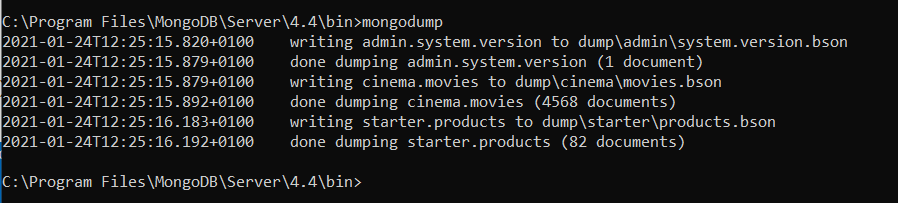 C:\Program Files\MongoDB\Server\4.4\bin>mongodump
2021-01-24T12:25:15.820+0100    writing admin.system.version to dump\admin\system.version.bson
2021-01-24T12:25:15.879+0100    done dumping admin.system.version (1 document)
2021-01-24T12:25:15.879+0100    writing cinema.movies to dump\cinema\movies.bson
2021-01-24T12:25:15.892+0100    done dumping cinema.movies (4568 documents)
2021-01-24T12:25:16.183+0100    writing starter.products to dump\starter\products.bson
2021-01-24T12:25:16.192+0100    done dumping starter.products (82 documents)
C:\Program Files\MongoDB\Server\4.4\bin>